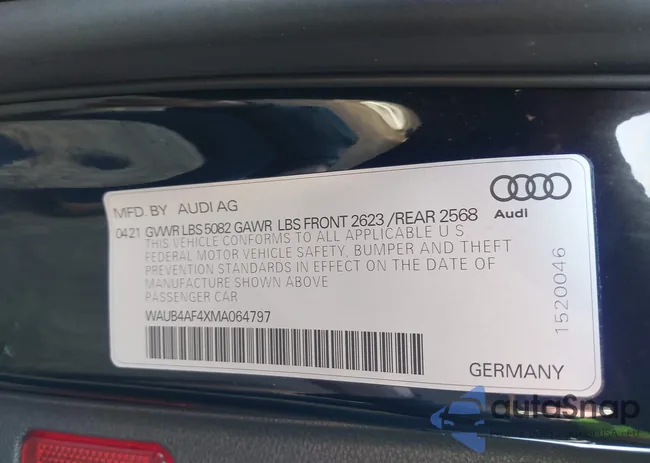 MFD. BY AUDI AG
Audi
04 21 GVWR LBS 5082 GAWR LBS FRONT 2623 /REAR 2568
THIS VEHICLE CONFORMS TO ALL APPLICABLE U S
FEDERAL MOTOR VEHICLE SAFETY, BUMPER AND THEFT
PREVENTION STANDARDS IN EFFECT ON THE DATE OF
MANUFACTURE SHOWN ABOVE
PASSENGER CAR
WAUB4AF4XMA064797
1520046
GERMANY
autoSnap